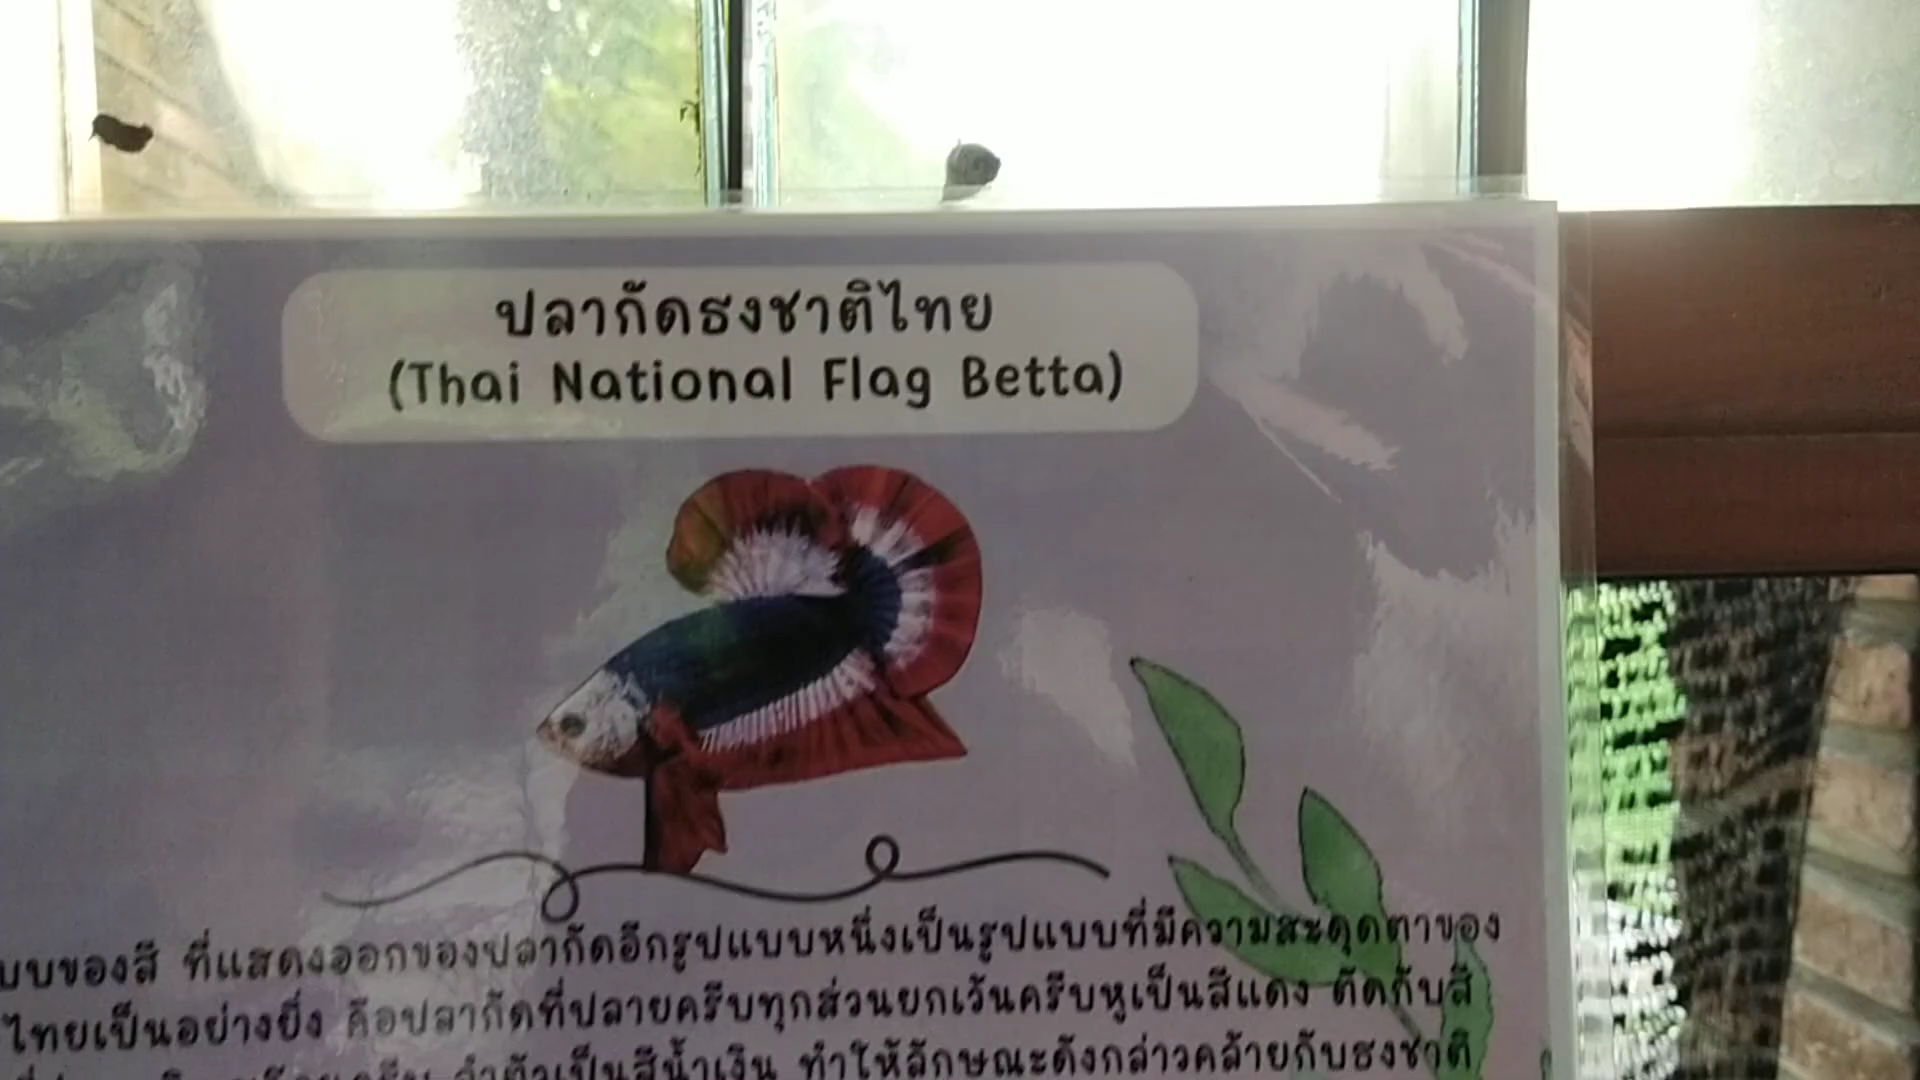 ปลากัดธงชาติไทย
(Thai National Flag Betta)
แบบของสี ที่แสดงออกของปลากัดอีกรูปแบบหนึ่งเป็นรูปแบบที่มีความสะดุดตาของ
ไทยเป็นอย่างยิ่ง คือปลากัดที่ปลายครีบทุกส่วนยกเว้นครีบหูเป็นสีแดง ตัดกับสี
ลำตัวเป็นสีน้ำเงิน ทำให้ลักษณะดังกล่าวคล้ายกับธงชาติ